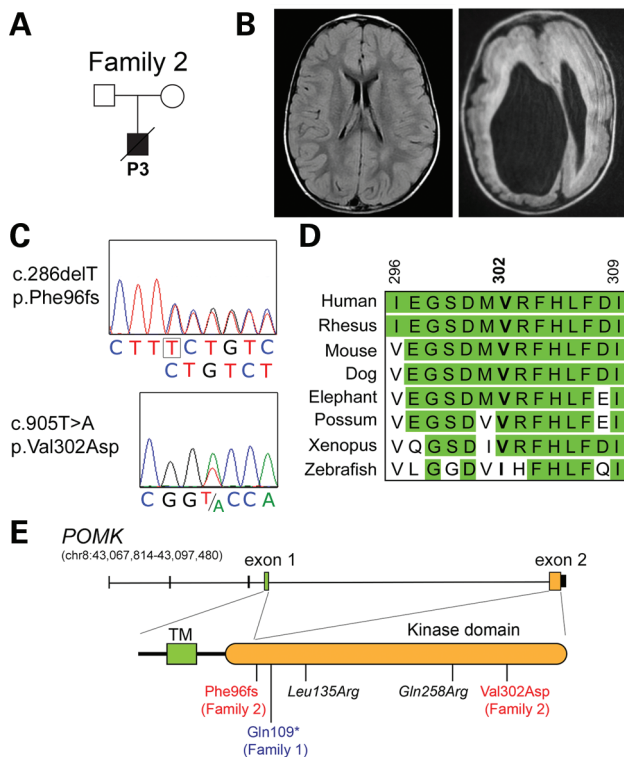 A
Family 2
P3
B
C
c.286delT
p.Phe96fs
C T T T C T G T C
C T G T C T
c.905T>A
p.Val302Asp
C G G T/A C C A
D
296 302 309
Human I E G S D M V R F H L F D I
Rhesus I E G S D M V R F H L F D I
Mouse V E G S D M V R F H L F D I
Dog V E G S D M V R F H L F D I
Elephant V E G S D M V R F H L F E I
Possum V E G S D V V R F H L F E I
Xenopus V Q G S D I V R F H L F D I
Zebrafish V L G G D V I H F H L F Q I
E
POMK
(chr8:43,067,814-43,097,480)
exon 1 exon 2
TM Kinase domain
Phe96fs Leu135Arg Gln258Arg Val302Asp
(Family 2) (Family 2)
Gln109*
(Family 1)